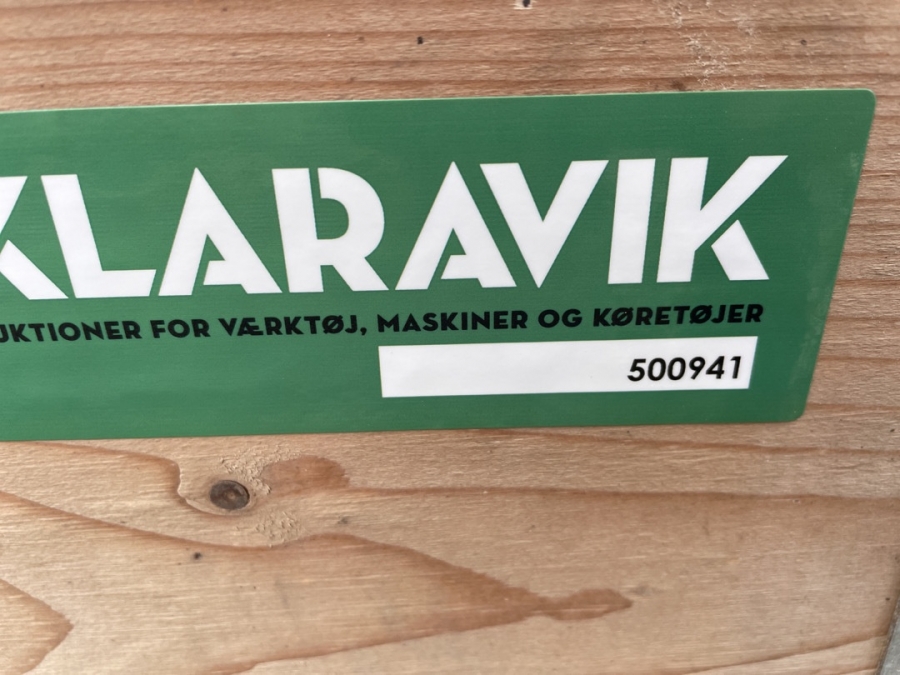 KLARAVIK
UKTIONER FOR VÆRKTØJ, MASKINER OG KØRETØJER
500941